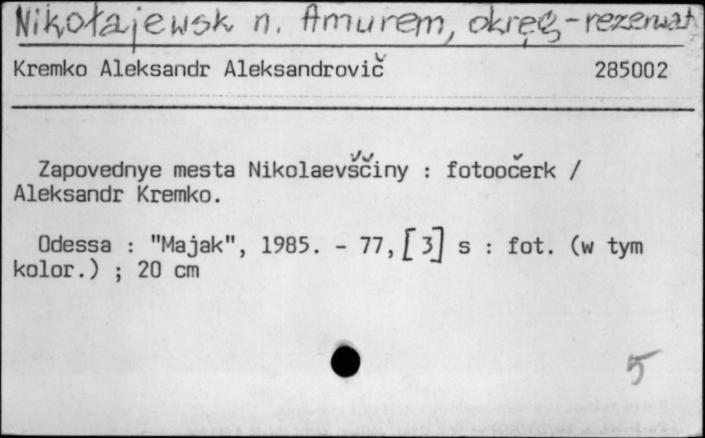 Nikołajewsk n. Amurem, okręg - rezerwat
Kremko Aleksandr Aleksandrovič 285002
Zapovednye mesta Nikolaevščiny : fotoočerk /
Aleksandr Kremko.
Odessa : "Majak", 1985. - 77, [3] s : fot. (w tym
kolor.) ; 20 cm
5